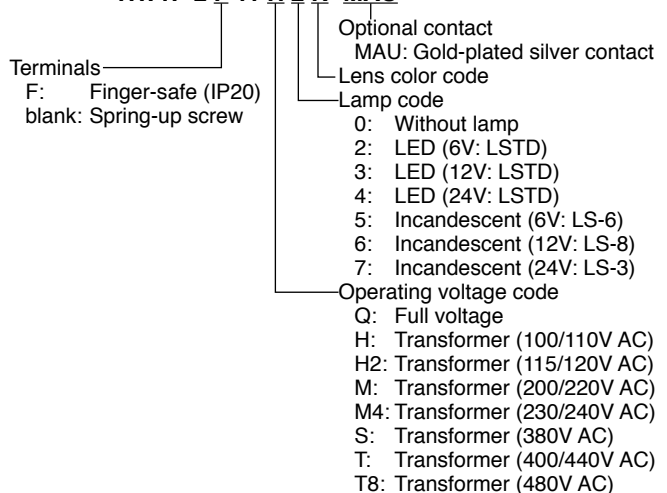 Optional contact
MAU: Gold-plated silver contact
Terminals
F: Finger-safe (IP20)
blank: Spring-up screw
Lens color code
Lamp code
0: Without lamp
2: LED (6V: LSTD)
3: LED (12V: LSTD)
4: LED (24V: LSTD)
5: Incandescent (6V: LS-6)
6: Incandescent (12V: LS-8)
7: Incandescent (24V: LS-3)
Operating voltage code
Q: Full voltage
H: Transformer (100/110V AC)
H2: Transformer (115/120V AC)
M: Transformer (200/220V AC)
M4: Transformer (230/240V AC)
S: Transformer (380V AC)
T: Transformer (400/440V AC)
T8: Transformer (480V AC)